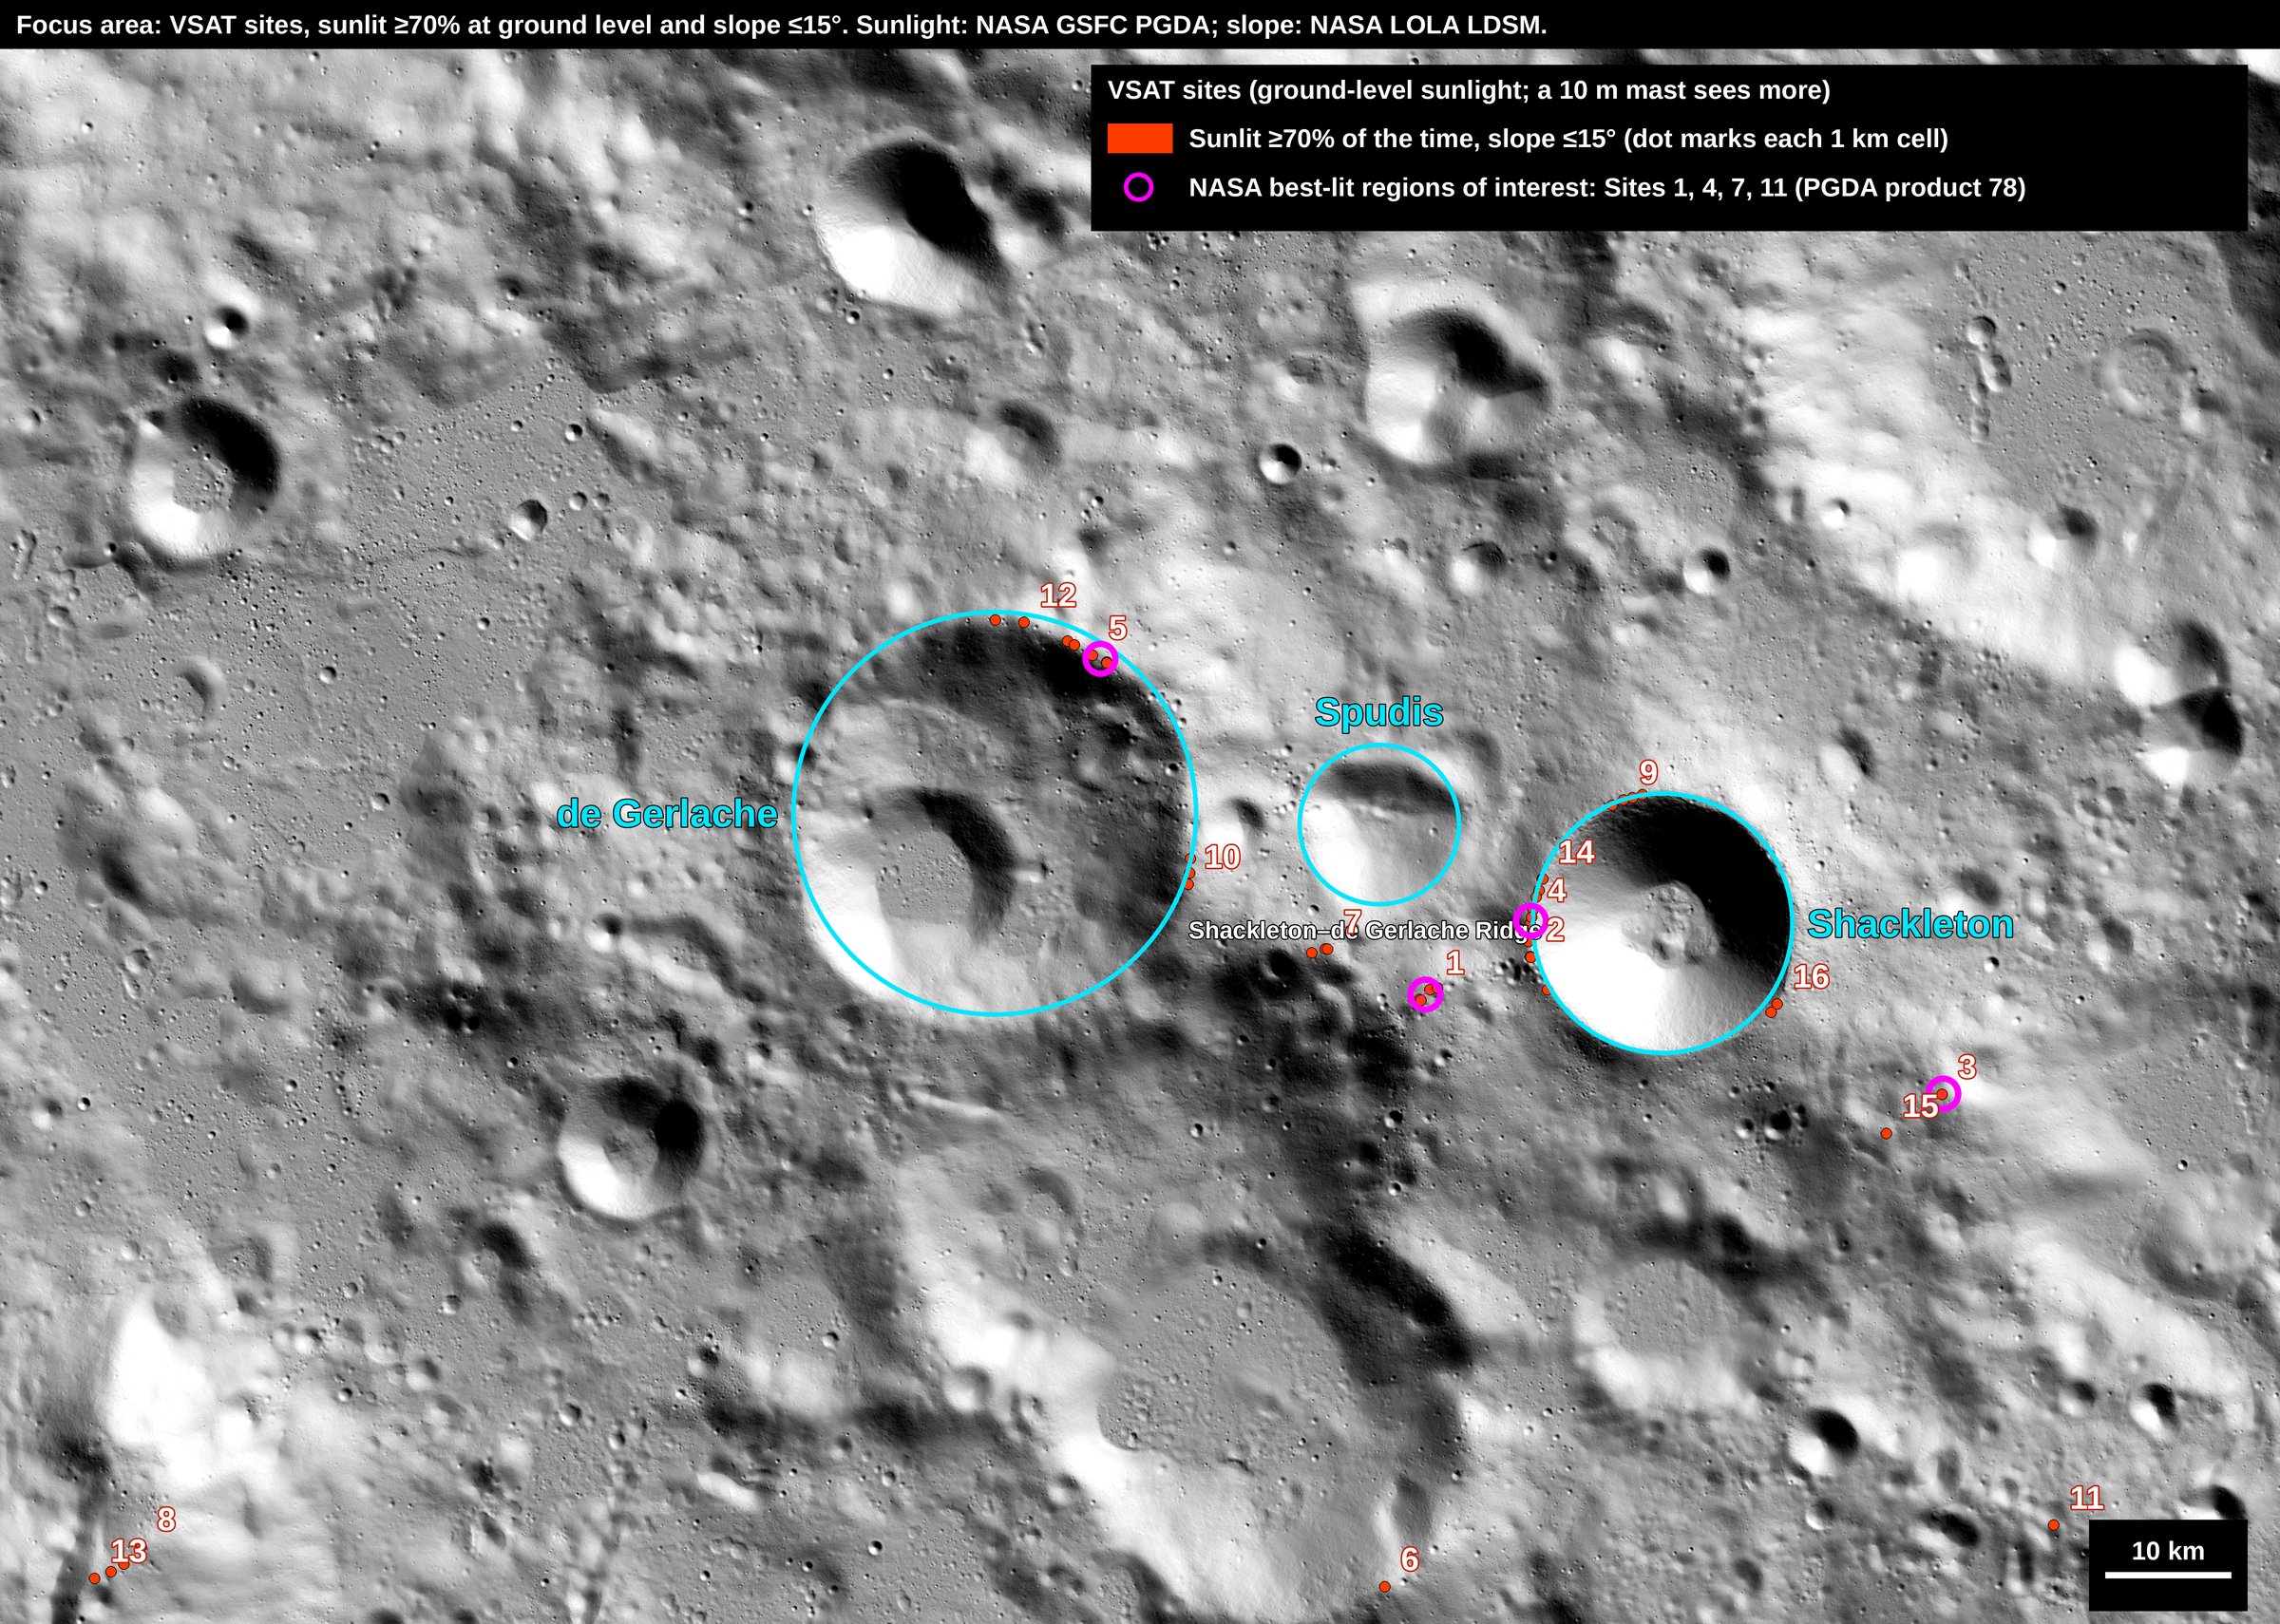 Focus area: VSAT sites, sunlit ≥70% at ground level and slope ≤15°. Sunlight: NASA GSFC PGDA; slope: NASA LOLA LDSM.
VSAT sites (ground-level sunlight; a 10 m mast sees more)
Sunlit ≥70% of the time, slope ≤15° (dot marks each 1 km cell)
NASA best-lit regions of interest: Sites 1, 4, 7, 11 (PGDA product 78)
12
5
Spudis
9
de Gerlache
10
14
4
7
2
Shackleton–de Gerlache Ridge
Shackleton
1
16
3
15
11
8
13
6
10 km